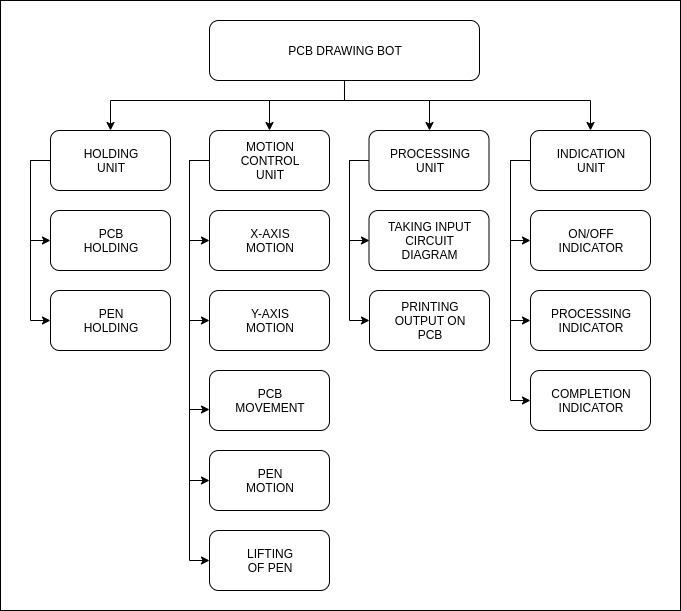 PCB DRAWING BOT
HOLDING
UNIT
PCB
HOLDING
PEN
HOLDING
MOTION
CONTROL
UNIT
X-AXIS
MOTION
Y-AXIS
MOTION
PCB
MOVEMENT
PEN
MOTION
LIFTING
OF PEN
PROCESSING
UNIT
TAKING INPUT
CIRCUIT
DIAGRAM
PRINTING
OUTPUT ON
PCB
INDICATION
UNIT
ON/OFF
INDICATOR
PROCESSING
INDICATOR
COMPLETION
INDICATOR